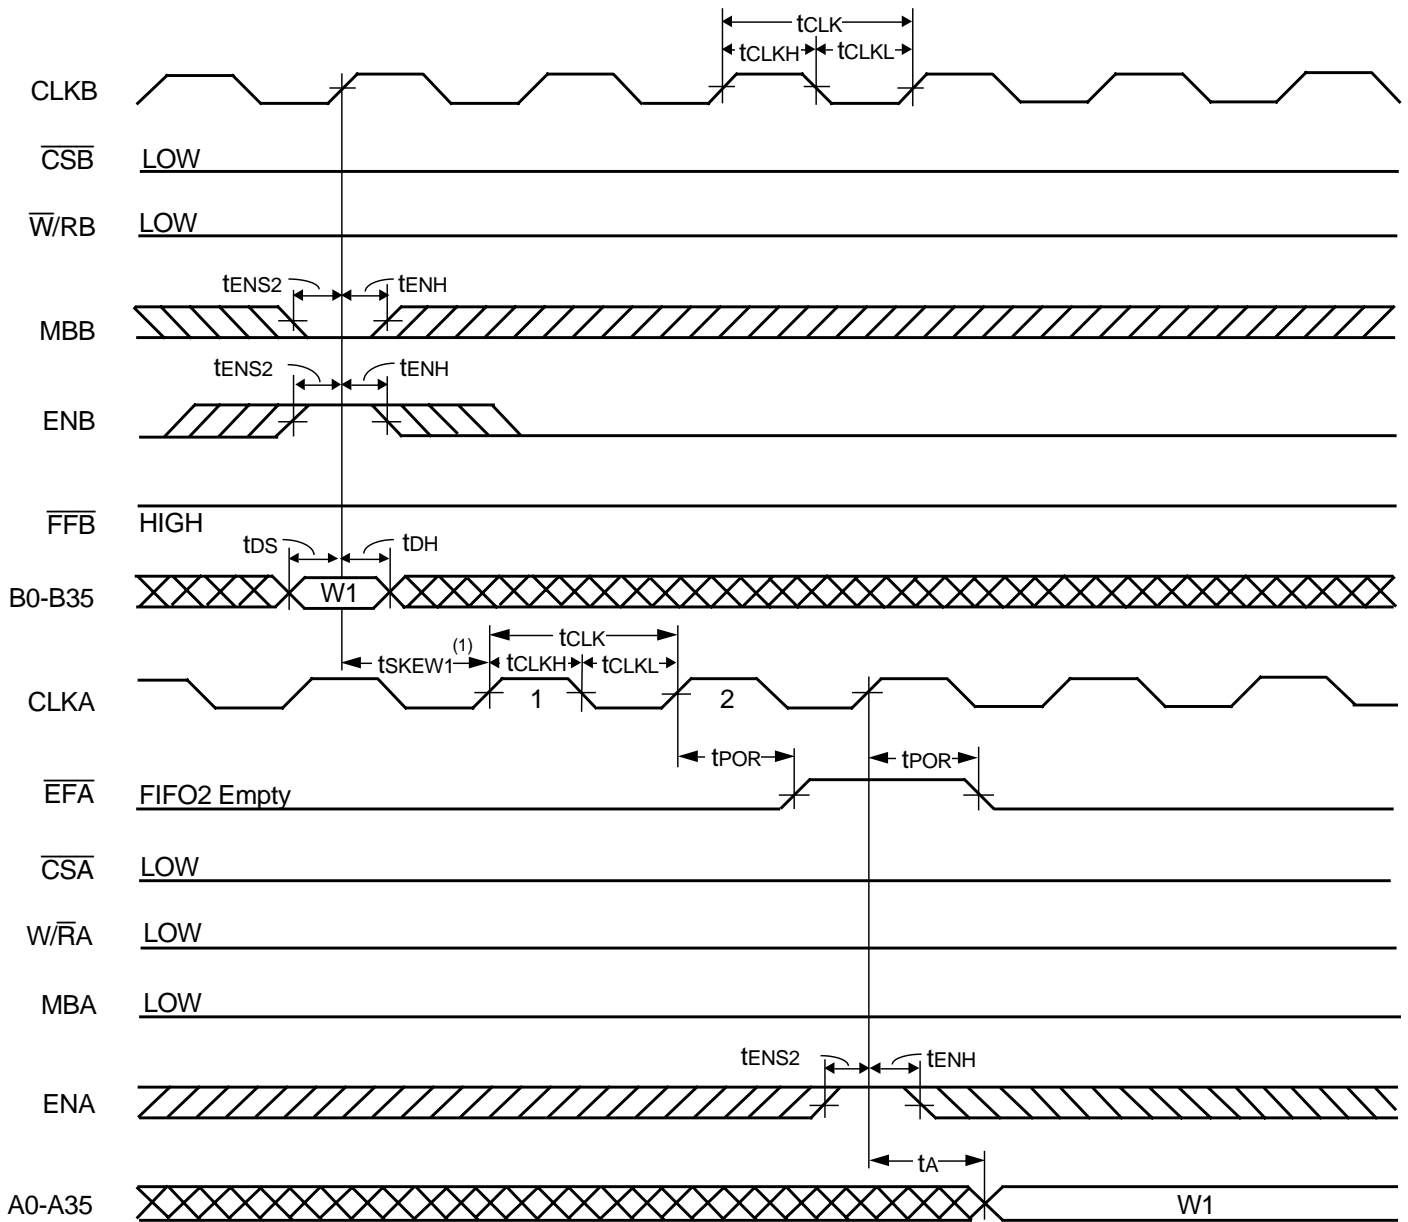 tCLK
tCLKH tCLKL
CLKB
CSB LOW
W/RB LOW
tENS2 tENH
MBB
tENS2 tENH
ENB
FFB HIGH
tDS tDH
B0-B35 W1
tCLK
tSKEW1(1) tCLKH tCLKL
CLKA 1 2
tPOR tPOR
EFA FIFO2 Empty
CSA LOW
W/RA LOW
MBA LOW
tENS2 tENH
ENA
tA
A0-A35 W1